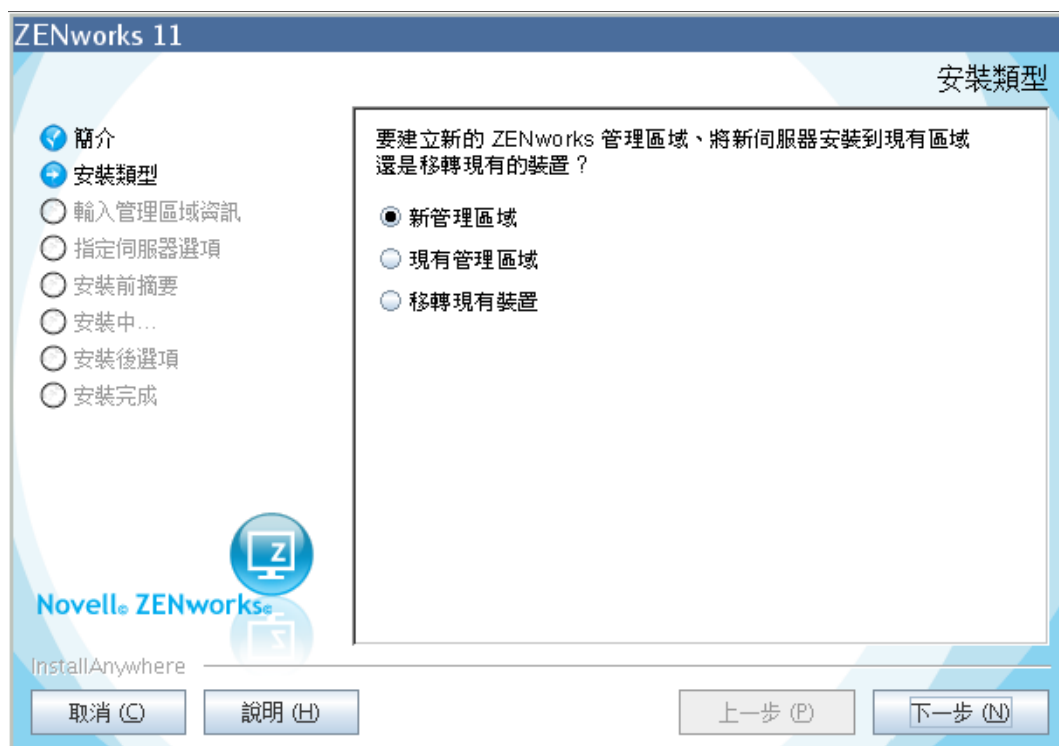 ZENworks 11
安裝類型
簡介
安裝類型
輸入管理區域資訊
指定伺服器選項
安裝前摘要
安裝中...
安裝後選項
安裝完成
要建立新的 ZENworks 管理區域、將新伺服器安裝到現有區域
還是移轉現有的裝置？
新管理區域
現有管理區域
移轉現有裝置
Z
Novell® ZENworks®
InstallAnywhere
取消 (C)
說明 (H)
上一步 (P)
下一步 (N)